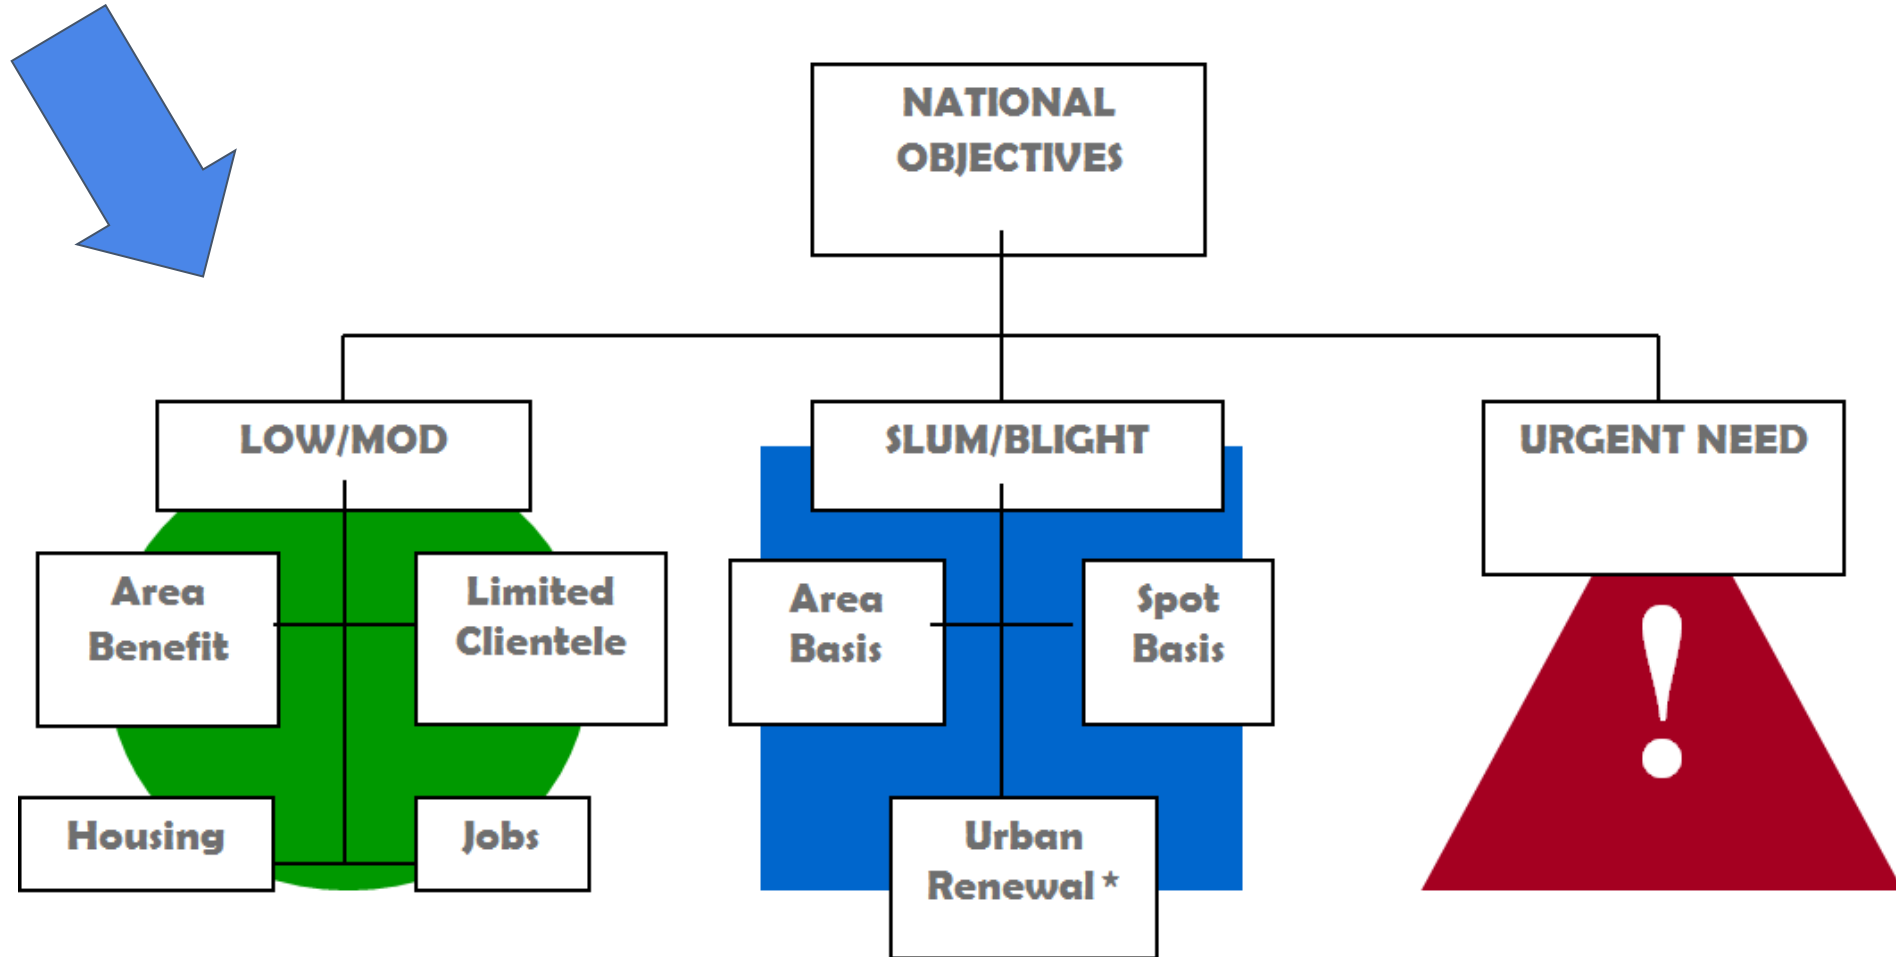 NATIONAL
OBJECTIVES
LOW/MOD
SLUM/BLIGHT
URGENT NEED
Area
Benefit
Limited
Clientele
Area
Basis
Spot
Basis
!
Housing
Jobs
Urban
Renewal *